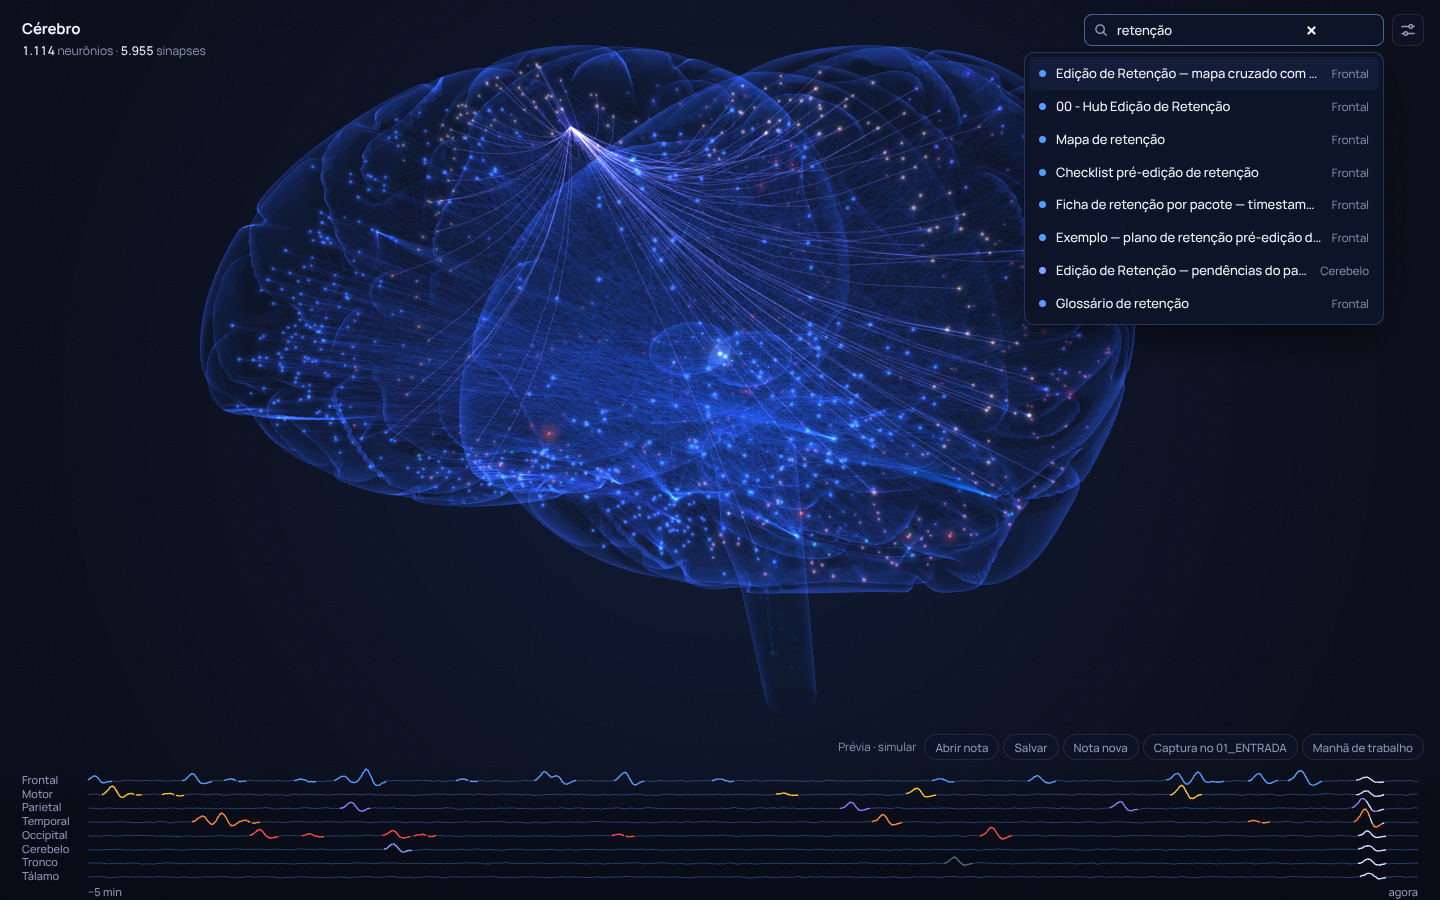 Cérebro
1.114 neurônios · 5.955 sinapses
retenção
Edição de Retenção — mapa cruzado com ... Frontal
00 - Hub Edição de Retenção Frontal
Mapa de retenção Frontal
Checklist pré-edição de retenção Frontal
Ficha de retenção por pacote — timestam... Frontal
Exemplo — plano de retenção pré-edição d... Frontal
Edição de Retenção — pendências do pa... Cerebelo
Glossário de retenção Frontal
Prévia · simular Abrir nota Salvar Nota nova Captura no 01_ENTRADA Manhã de trabalho
Frontal
Motor
Parietal
Temporal
Occipital
Cerebelo
Tronco
Tálamo
−5 min agora